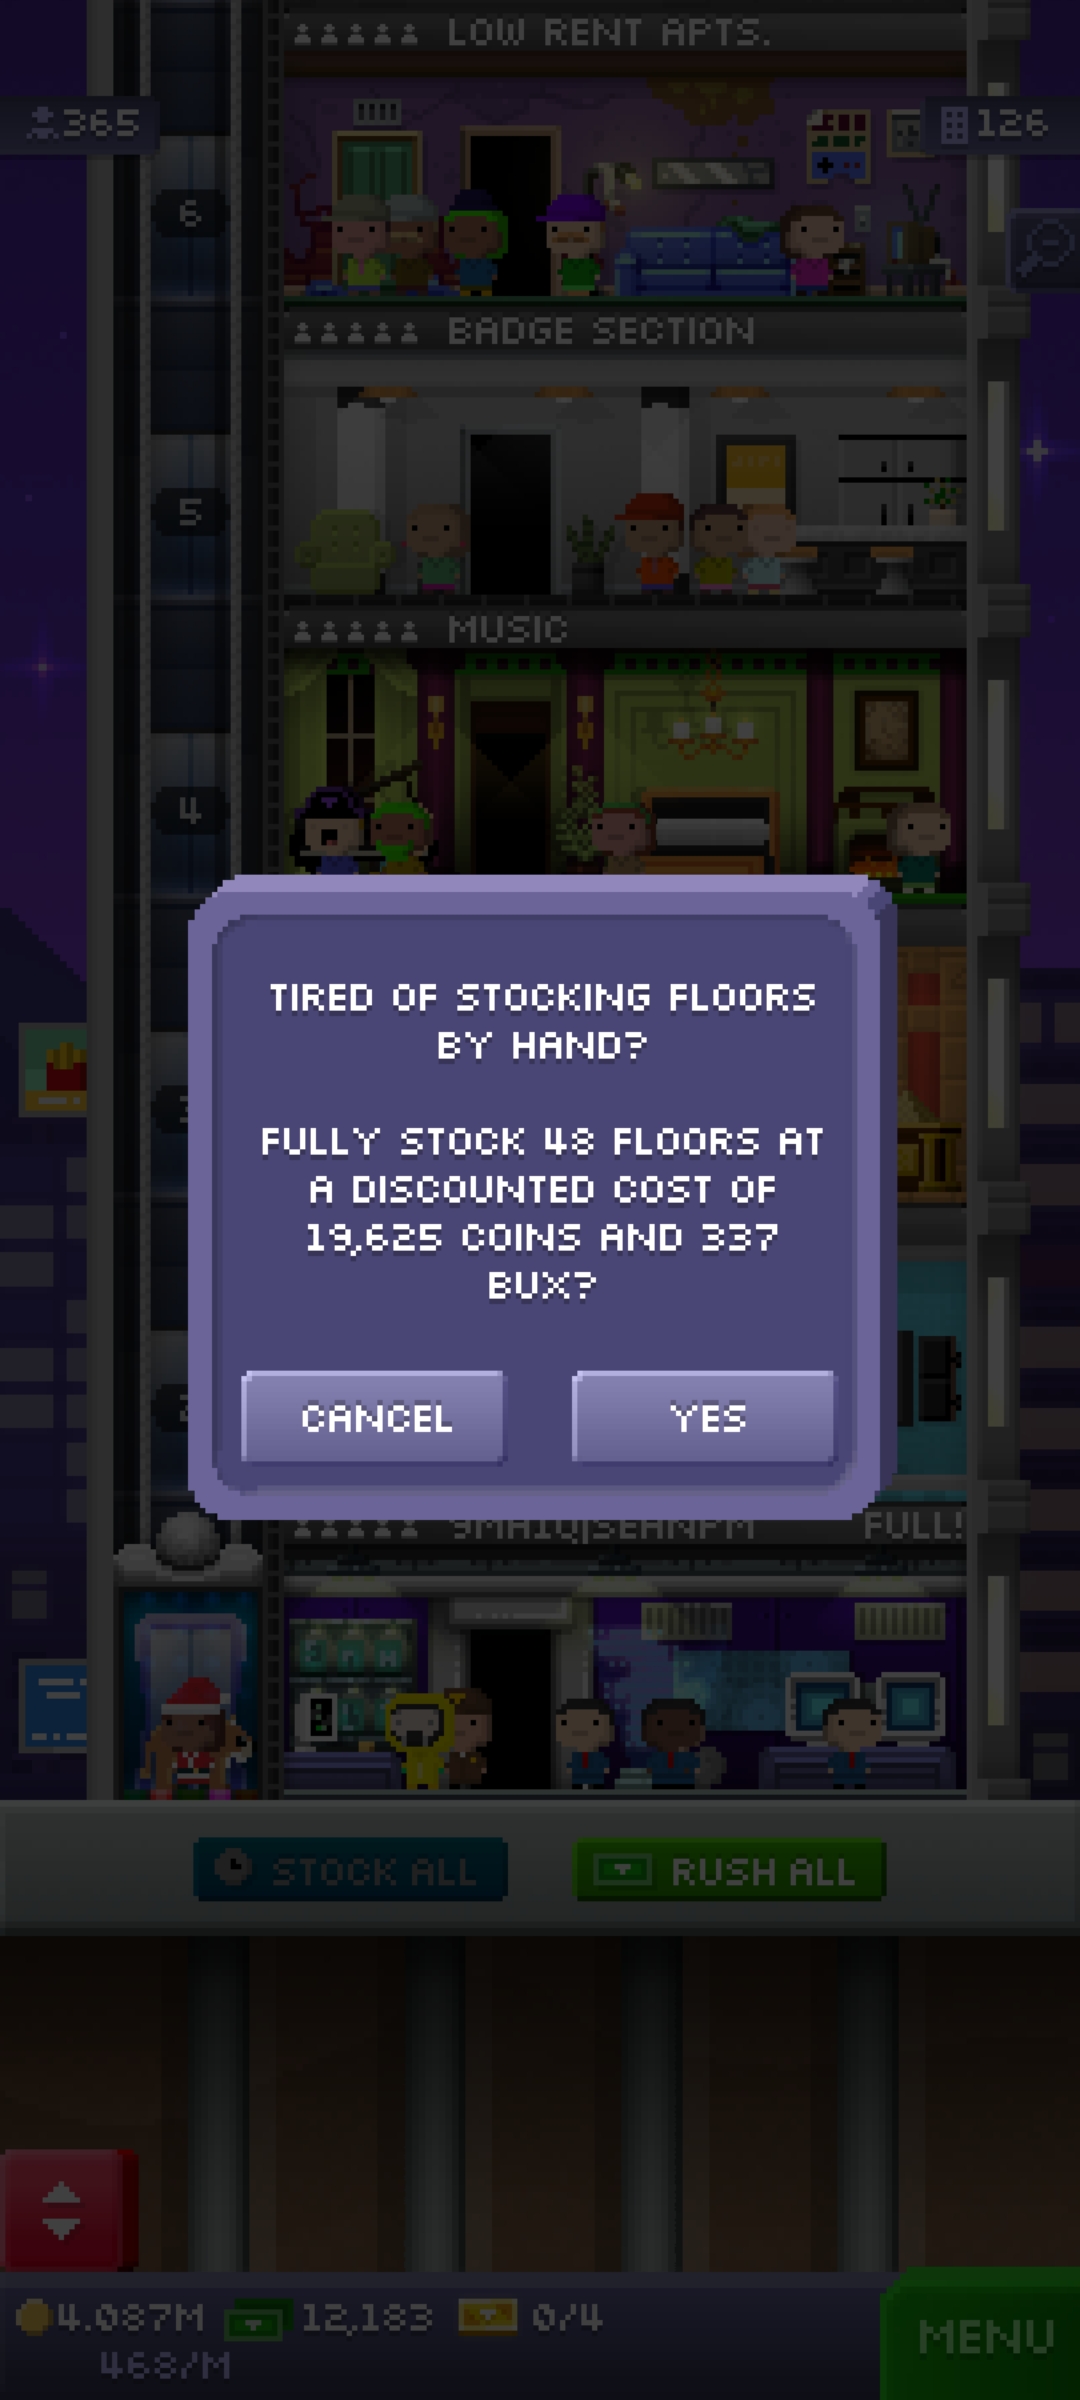 LOW RENT APTS.
365
126
6
BADGE SECTION
5
MUSIC
4
TIRED OF STOCKING FLOORS
BY HAND?
FULLY STOCK 48 FLOORS AT
A DISCOUNTED COST OF
19,625 COINS AND 337
BUX?
CANCEL
YES
9MA1Q|SEANPM
FULL!
STOCK ALL
RUSH ALL
4.087M
12,183
0/4
468/M
MENU